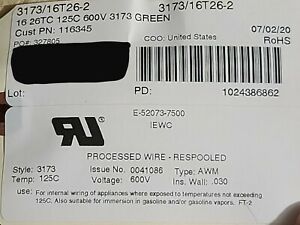 3173/16T26-2 3173/16T26-2
16 26TC 125C 600V 3173 GREEN
Cust PN: 116345 07/02/20
PO#: 327805 COO: United States RoHS
Lot: PD: 1024386862
E-52073-7500
IEWC
PROCESSED WIRE - RESPOOLED
Style: 3173 Issue No. 0041086 Type: AWM
Temp: 125C Voltage: 600V Ins. Wall: .030
use: For internal wiring of appliances where exposed to temperatures not exceeding
125C. Also suitable for immersion in gasoline and/or gasoline vapors. FT-2